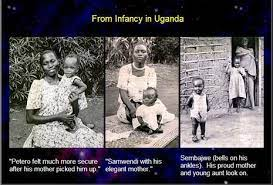 From Infancy in Uganda
"Petero felt much more secure
after his mother picked him up."
"Samwendi with his
elegant mother."
Sembajwe (bells on his
ankles). His proud mother
and young aunt look on.